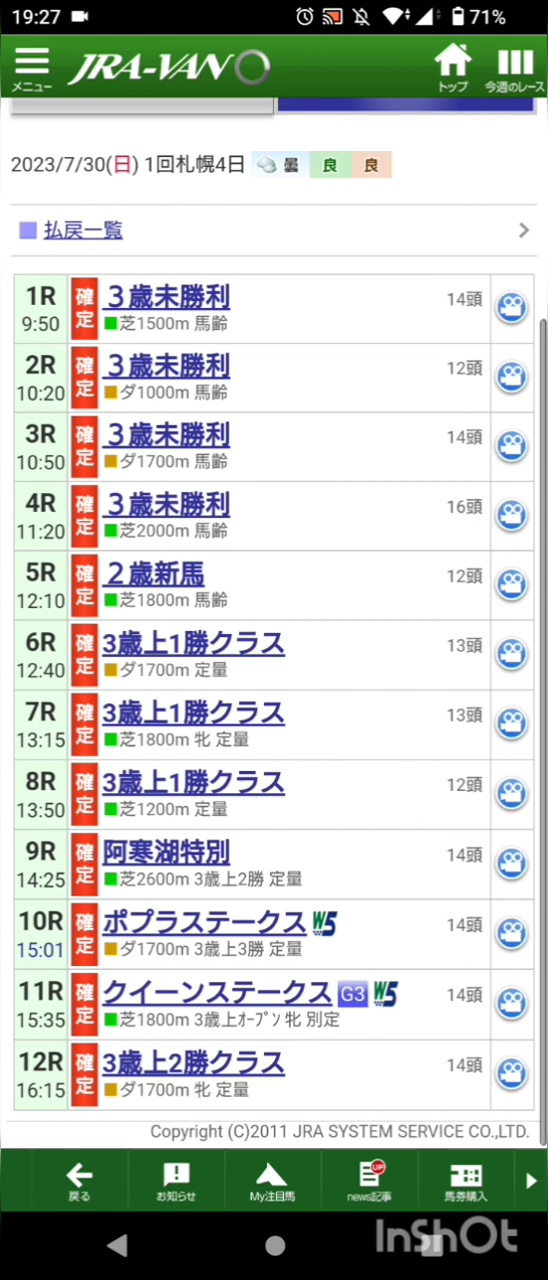 19:27 71%
メニュー JRA-VAN トップ 今週のレース
2023/7/30(日) 1回札幌4日 曇 良 良
払戻一覧
1R 確定 ３歳未勝利 14頭
9:50 芝1500m 馬齢
2R 確定 ３歳未勝利 12頭
10:20 ダ1000m 馬齢
3R 確定 ３歳未勝利 14頭
10:50 ダ1700m 馬齢
4R 確定 ３歳未勝利 16頭
11:20 芝2000m 馬齢
5R 確定 ２歳新馬 12頭
12:10 芝1800m 馬齢
6R 確定 3歳上1勝クラス 13頭
12:40 ダ1700m 定量
7R 確定 3歳上1勝クラス 13頭
13:15 芝1800m 牝 定量
8R 確定 3歳上1勝クラス 12頭
13:50 芝1200m 定量
9R 確定 阿寒湖特別 14頭
14:25 芝2600m 3歳上2勝 定量
10R 確定 ポプラステークス W5 14頭
15:01 ダ1700m 3歳上3勝 定量
11R 確定 クイーンステークス G3 W5 14頭
15:35 芝1800m 3歳上ｵｰﾌﾟﾝ 牝 別定
12R 確定 3歳上2勝クラス 14頭
16:15 ダ1700m 牝 定量
Copyright (C)2011 JRA SYSTEM SERVICE CO.,LTD.
UP
戻る お知らせ My注目馬 news記事 馬券購入
InShOt